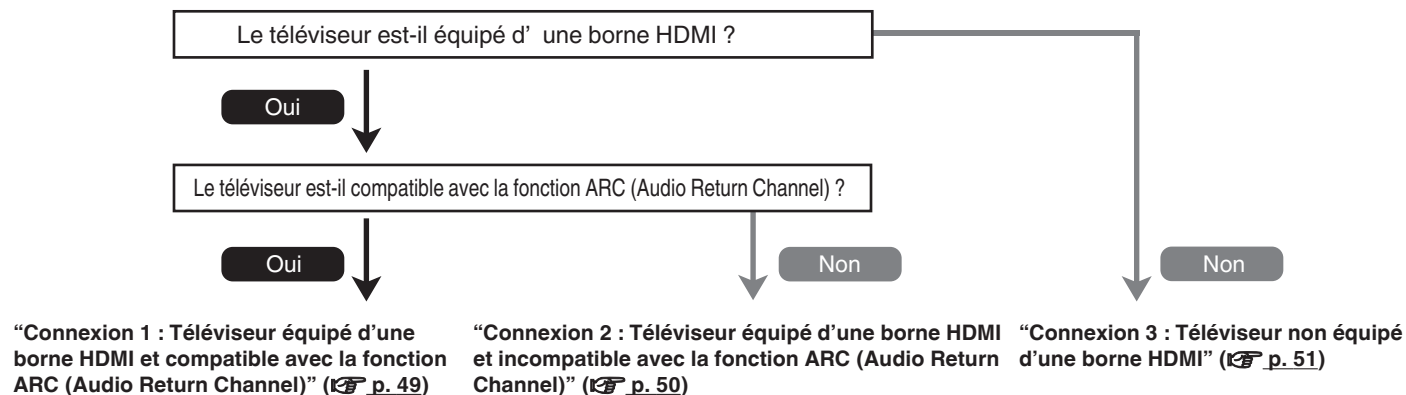 Le téléviseur est-il équipé d’ une borne HDMI ?
Oui
Le téléviseur est-il compatible avec la fonction ARC (Audio Return Channel) ?
Oui
Non
Non
“Connexion 1 : Téléviseur équipé d’une
borne HDMI et compatible avec la fonction
ARC (Audio Return Channel)” (☞ p. 49)
“Connexion 2 : Téléviseur équipé d’une borne HDMI
et incompatible avec la fonction ARC (Audio Return
Channel)” (☞ p. 50)
“Connexion 3 : Téléviseur non équipé
d’une borne HDMI” (☞ p. 51)